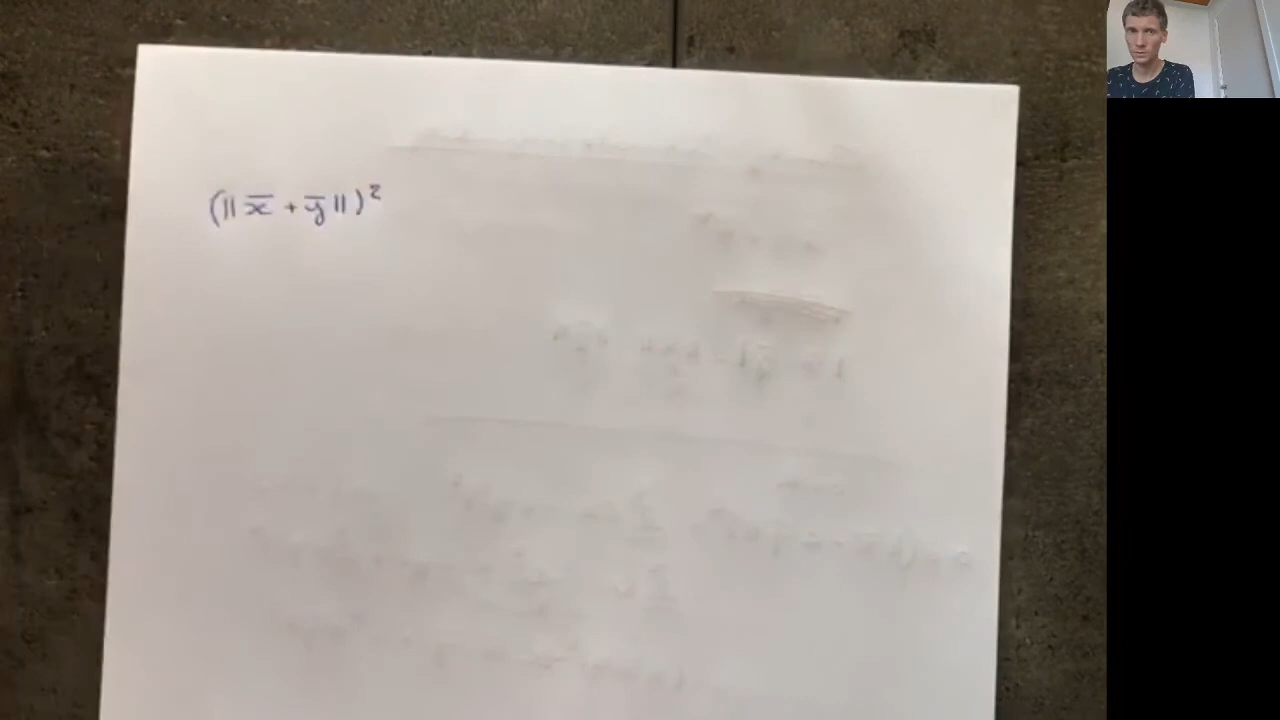 (||x̅ + y̅||)²